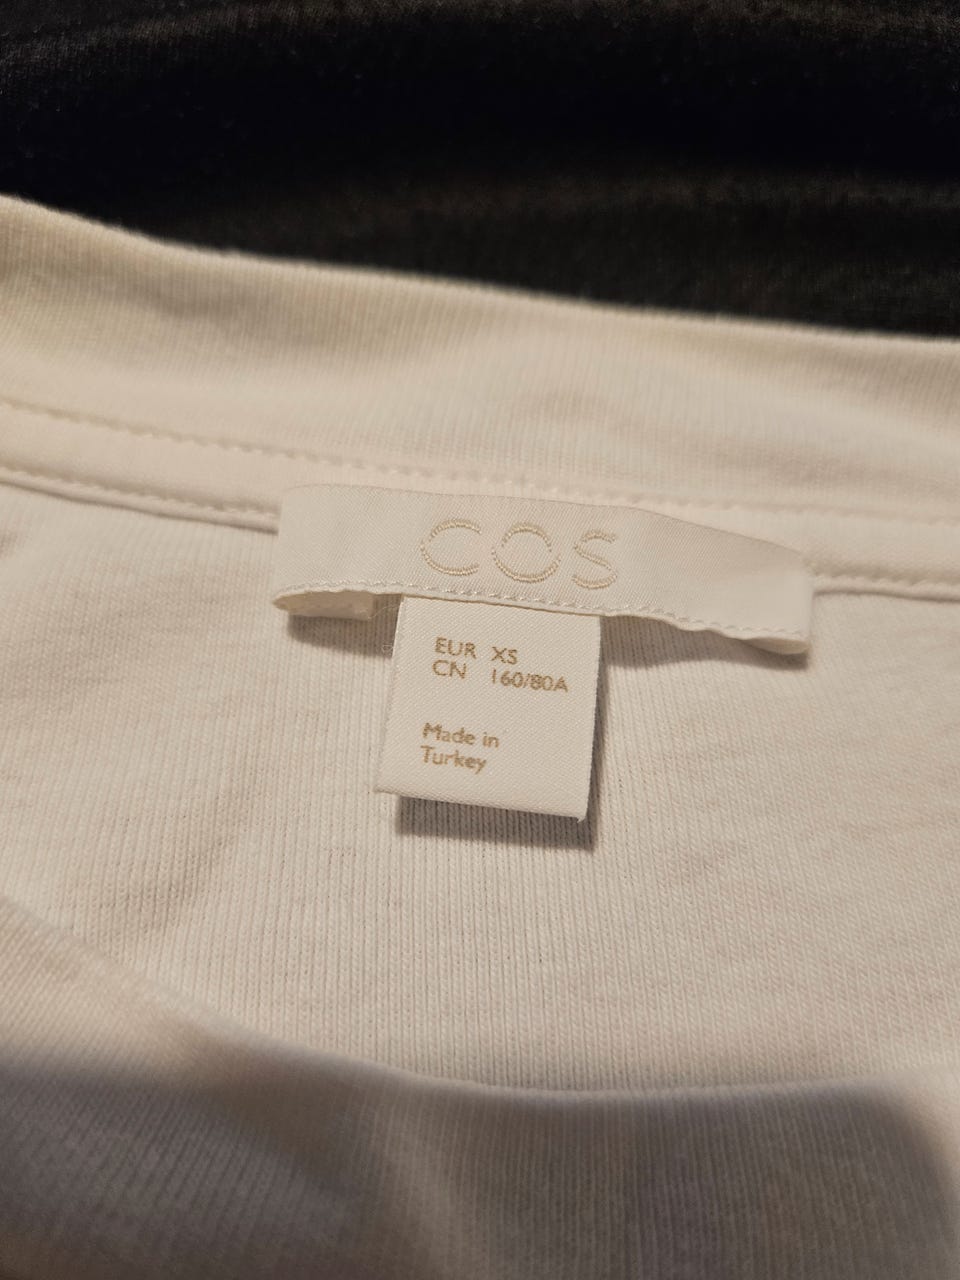 COS
EUR XS
CN 160/80A
Made in
Turkey